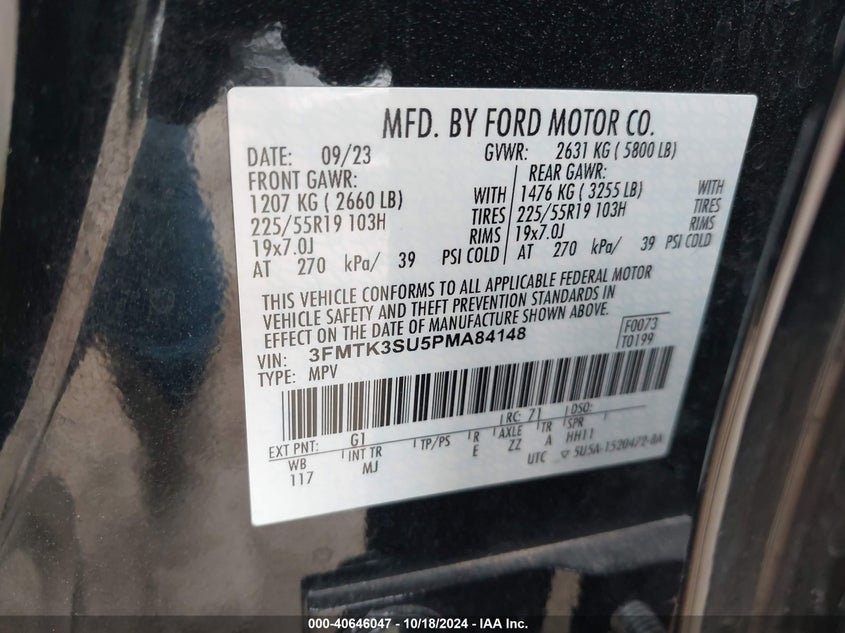 MFD. BY FORD MOTOR CO.
DATE: 09/23 GVWR: 2631 KG ( 5800 LB)
FRONT GAWR: REAR GAWR:
1207 KG ( 2660 LB) WITH 1476 KG ( 3255 LB) WITH
225/55R19 103H TIRES 225/55R19 103H TIRES
19x7.0J RIMS 19x7.0J RIMS
AT 270 kPa/ 39 PSI COLD AT 270 kPa/ 39 PSI COLD
THIS VEHICLE CONFORMS TO ALL APPLICABLE FEDERAL MOTOR
VEHICLE SAFETY AND THEFT PREVENTION STANDARDS IN
EFFECT ON THE DATE OF MANUFACTURE SHOWN ABOVE.
VIN: 3FMTK3SU5PMA84148 F0073
TYPE: MPV T0199
EXT PNT: G1 RC: 71 DSO:
WB INT TR TP/PS R AXLE TR SPR
117 MJ E ZZ A HH11
UTC 5U5A-1520472-BA
000-40646047 - 10/18/2024 - IAA Inc.